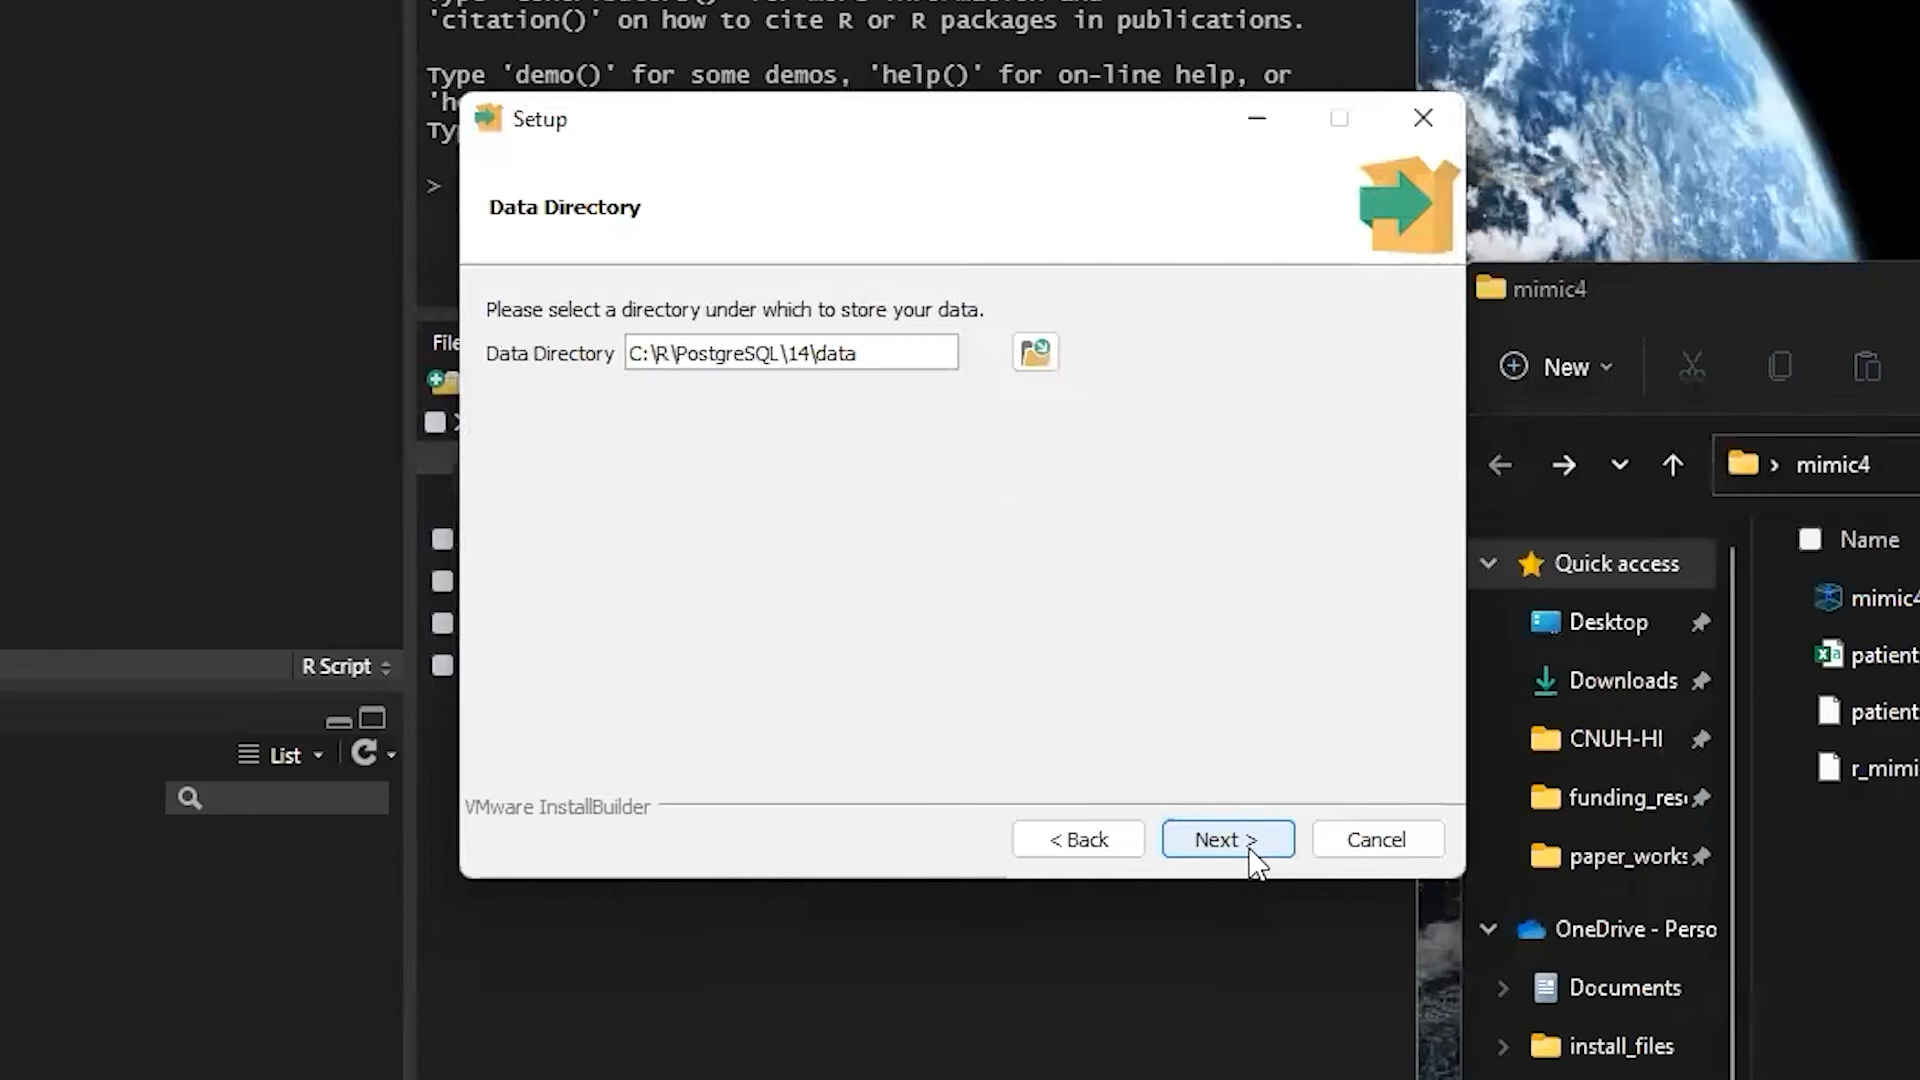 'citation()' on how to cite R or R packages in publications.
Type 'demo()' for some demos, 'help()' for on-line help, or
>
File
R Script
List
Setup
Data Directory
Please select a directory under which to store your data.
Data Directory
C:\R\PostgreSQL\14\data
VMware InstallBuilder
< Back
Next >
Cancel
mimic4
New
> mimic4
Name
Quick access
Desktop
Downloads
CNUH-HI
funding_res
paper_works
OneDrive - Perso
Documents
install_files
mimic4
patient
patient
r_mimi